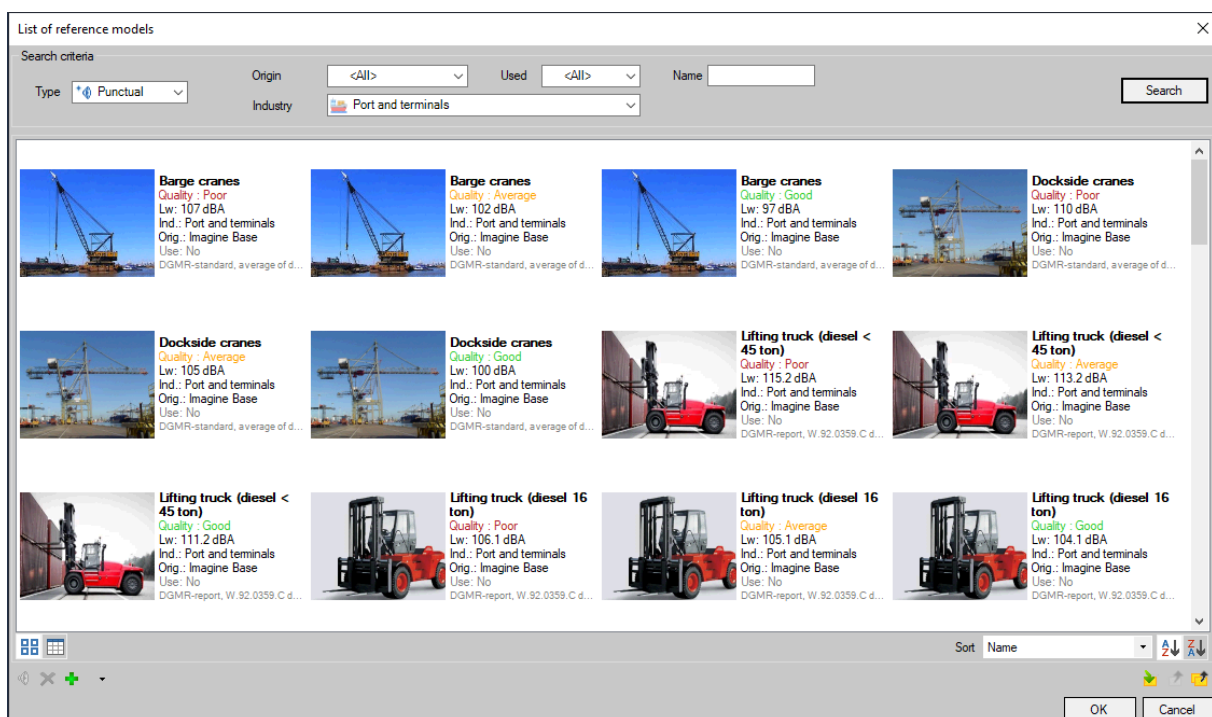 List of reference models
Search criteria
Type Punctual
Origin <All> Used <All> Name
Industry Port and terminals
Search
Barge cranes
Quality : Poor
Lw: 107 dBA
Ind.: Port and terminals
Orig.: Imagine Base
Use: No
DGMR-standard, average of d...
Barge cranes
Quality : Average
Lw: 102 dBA
Ind.: Port and terminals
Orig.: Imagine Base
Use: No
DGMR-standard, average of d...
Barge cranes
Quality : Good
Lw: 97 dBA
Ind.: Port and terminals
Orig.: Imagine Base
Use: No
DGMR-standard, average of d...
Dockside cranes
Quality : Poor
Lw: 110 dBA
Ind.: Port and terminals
Orig.: Imagine Base
Use: No
DGMR-standard, average of d...
Dockside cranes
Quality : Average
Lw: 105 dBA
Ind.: Port and terminals
Orig.: Imagine Base
Use: No
DGMR-standard, average of d...
Dockside cranes
Quality : Good
Lw: 100 dBA
Ind.: Port and terminals
Orig.: Imagine Base
Use: No
DGMR-standard, average of d...
Lifting truck (diesel <
45 ton)
Quality : Poor
Lw: 115.2 dBA
Ind.: Port and terminals
Orig.: Imagine Base
Use: No
DGMR-report, W.92.0359.C d...
Lifting truck (diesel <
45 ton)
Quality : Average
Lw: 113.2 dBA
Ind.: Port and terminals
Orig.: Imagine Base
Use: No
DGMR-report, W.92.0359.C d...
Lifting truck (diesel <
45 ton)
Quality : Good
Lw: 111.2 dBA
Ind.: Port and terminals
Orig.: Imagine Base
Use: No
DGMR-report, W.92.0359.C d...
Lifting truck (diesel 16
ton)
Quality : Poor
Lw: 106.1 dBA
Ind.: Port and terminals
Orig.: Imagine Base
Use: No
DGMR-report, W.92.0359.C d...
Lifting truck (diesel 16
ton)
Quality : Average
Lw: 105.1 dBA
Ind.: Port and terminals
Orig.: Imagine Base
Use: No
DGMR-report, W.92.0359.C d...
Lifting truck (diesel 16
ton)
Quality : Good
Lw: 104.1 dBA
Ind.: Port and terminals
Orig.: Imagine Base
Use: No
DGMR-report, W.92.0359.C d...
Sort Name
OK Cancel